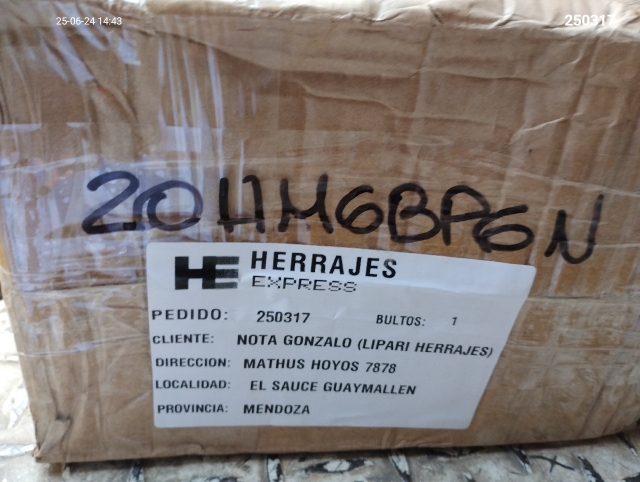 25-06-24 14:43
250317
20HM6BP6N
HE HERRAJES
EXPRESS
PEDIDO: 250317 BULTOS: 1
CLIENTE: NOTA GONZALO (LIPARI HERRAJES)
DIRECCION: MATHUS HOYOS 7878
LOCALIDAD: EL SAUCE GUAYMALLEN
PROVINCIA: MENDOZA